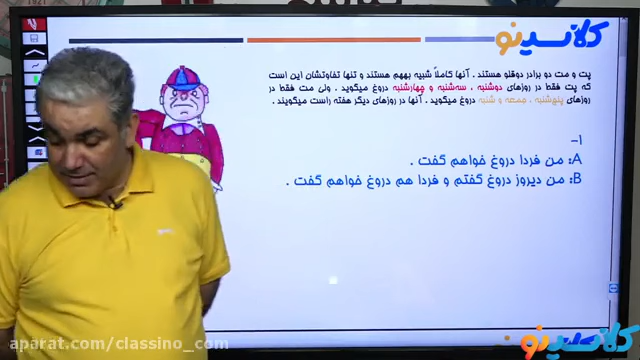 کلاسینو
پت و مت دو برادر دوقلو هستند . آنها کاملاً شبیه بهم هستند و تنها تفاوتشان این است
که پت فقط در روزهای دوشنبه ، سه‌شنبه و چهارشنبه دروغ میگوید . ولی مت فقط در
روزهای پنج‌شنبه ، جمعه و شنبه دروغ میگوید . آنها در روزهای دیگر هفته راست میگویند .
۱-
A: من فردا دروغ خواهم گفت .
B: من دیروز دروغ گفتم و فردا هم دروغ خواهم گفت .
aparat.com/classino_com
کلاسینو